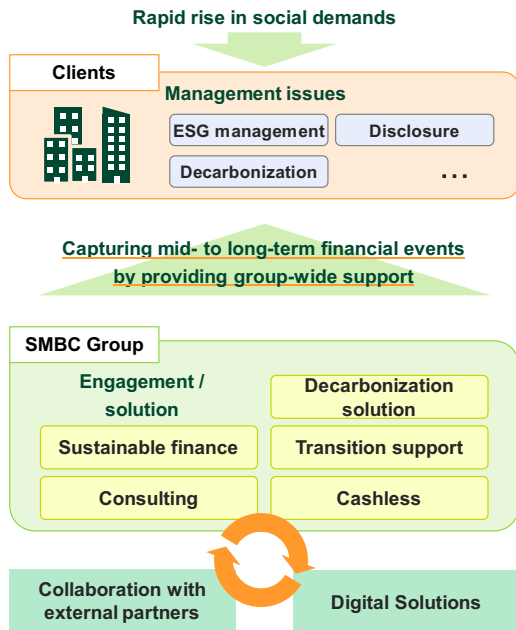 Rapid rise in social demands
Clients
Management issues
ESG management
Disclosure
Decarbonization
...
Capturing mid- to long-term financial events
by providing group-wide support
SMBC Group
Engagement /
solution
Decarbonization
solution
Sustainable finance
Transition support
Consulting
Cashless
Collaboration with
external partners
Digital Solutions